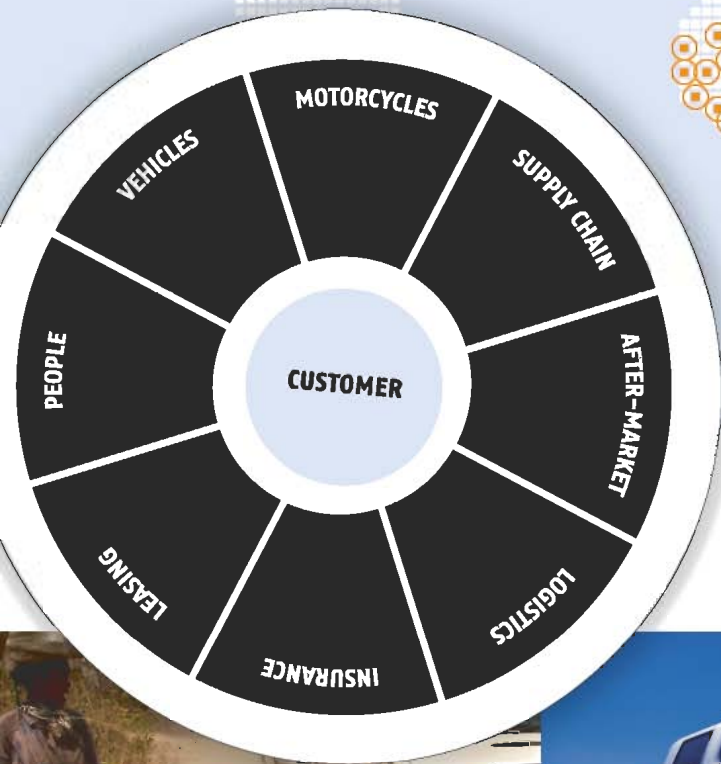 MOTORCYCLES
SUPPLY CHAIN
AFTER-MARKET
LOGISTICS
INSURANCE
LEASING
PEOPLE
VEHICLES
CUSTOMER